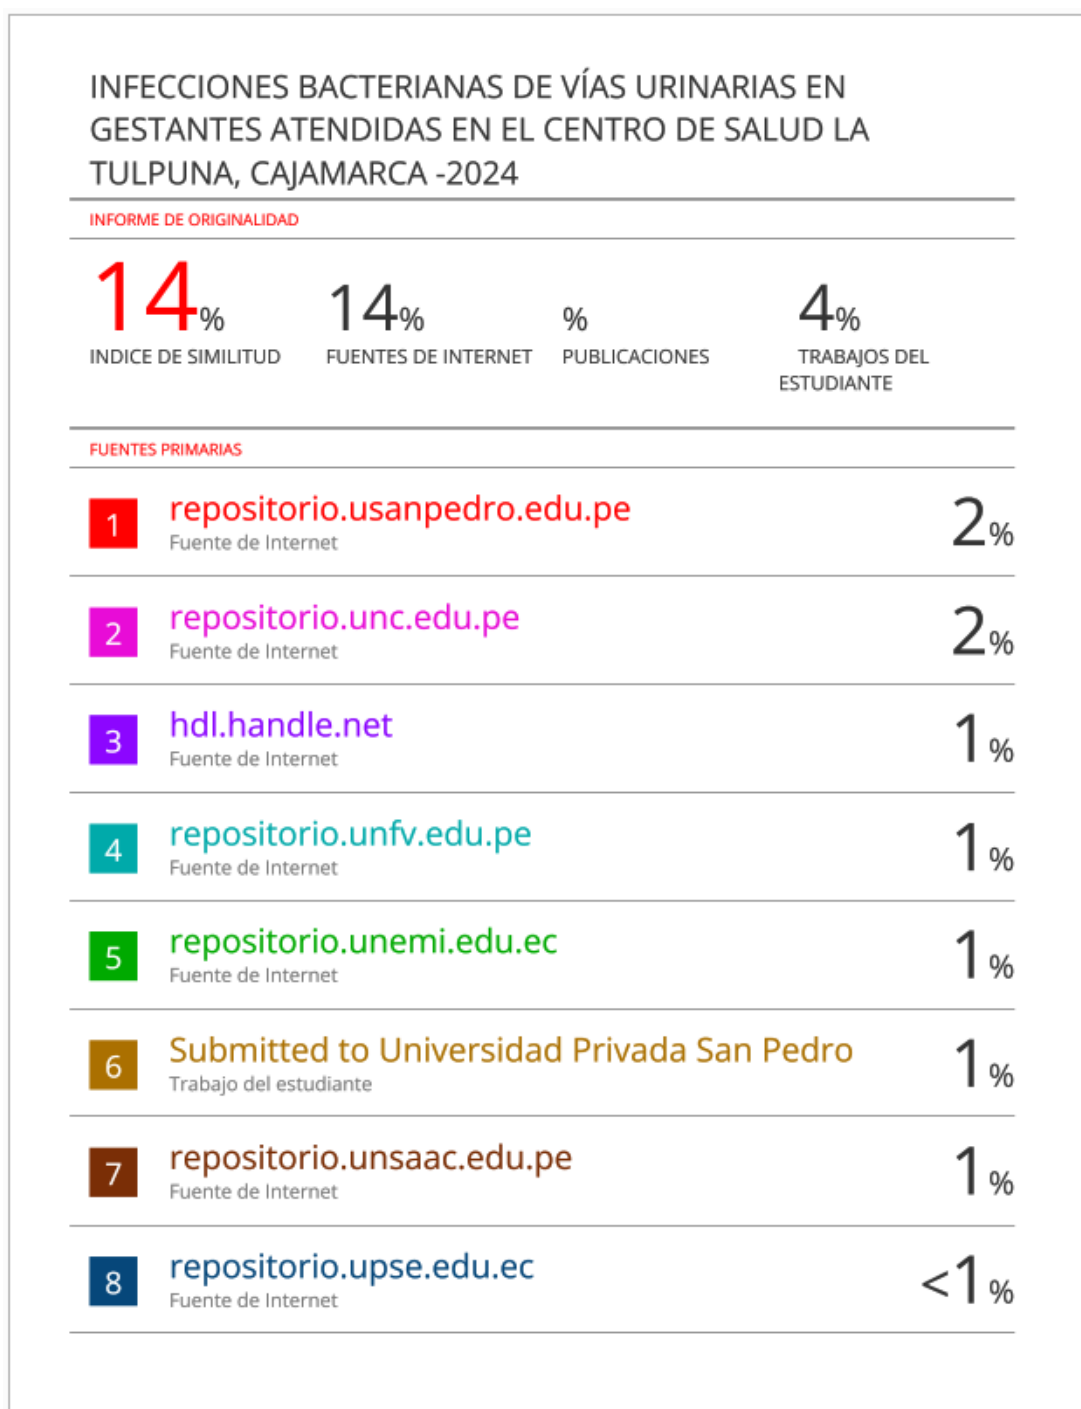 INFECCIONES BACTERIANAS DE VÍAS URINARIAS EN
GESTANTES ATENDIDAS EN EL CENTRO DE SALUD LA
TULPUNA, CAJAMARCA -2024
INFORME DE ORIGINALIDAD
14% 14% % 4%
INDICE DE SIMILITUD FUENTES DE INTERNET PUBLICACIONES TRABAJOS DEL
ESTUDIANTE
FUENTES PRIMARIAS
1 repositorio.usanpedro.edu.pe 2%
Fuente de Internet
2 repositorio.unc.edu.pe 2%
Fuente de Internet
3 hdl.handle.net 1%
Fuente de Internet
4 repositorio.unfv.edu.pe 1%
Fuente de Internet
5 repositorio.unemi.edu.ec 1%
Fuente de Internet
6 Submitted to Universidad Privada San Pedro 1%
Trabajo del estudiante
7 repositorio.unsaac.edu.pe 1%
Fuente de Internet
8 repositorio.upse.edu.ec <1%
Fuente de Internet